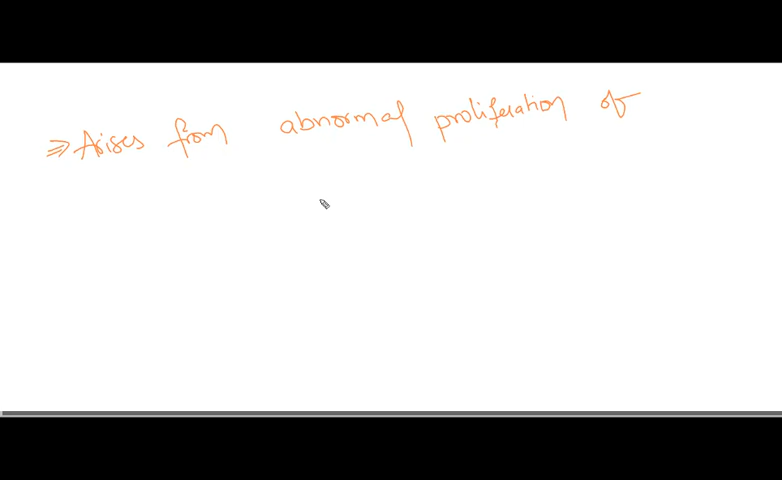 ⇒ Arises from abnormal proliferation of